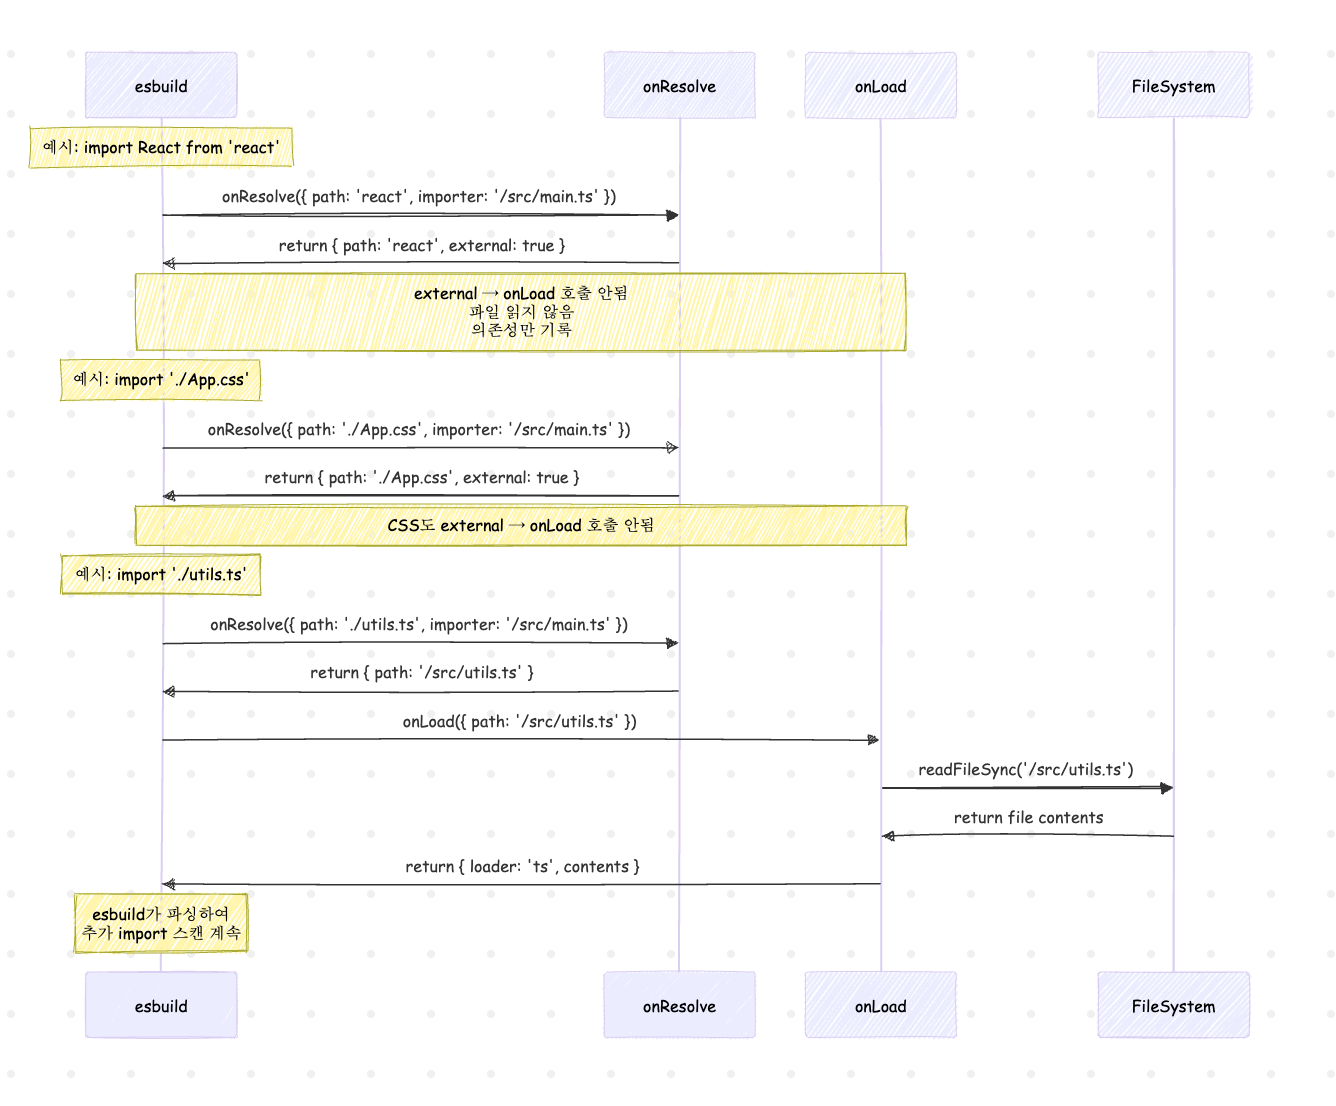 esbuild
onResolve
onLoad
FileSystem
예시: import React from 'react'
onResolve({ path: 'react', importer: '/src/main.ts' })
return { path: 'react', external: true }
external → onLoad 호출 안됨
파일 읽지 않음
의존성만 기록
예시: import './App.css'
onResolve({ path: './App.css', importer: '/src/main.ts' })
return { path: './App.css', external: true }
CSS도 external → onLoad 호출 안됨
예시: import './utils.ts'
onResolve({ path: './utils.ts', importer: '/src/main.ts' })
return { path: '/src/utils.ts' }
onLoad({ path: '/src/utils.ts' })
readFileSync('/src/utils.ts')
return file contents
return { loader: 'ts', contents }
esbuild가 파싱하여
추가 import 스캔 계속
esbuild
onResolve
onLoad
FileSystem